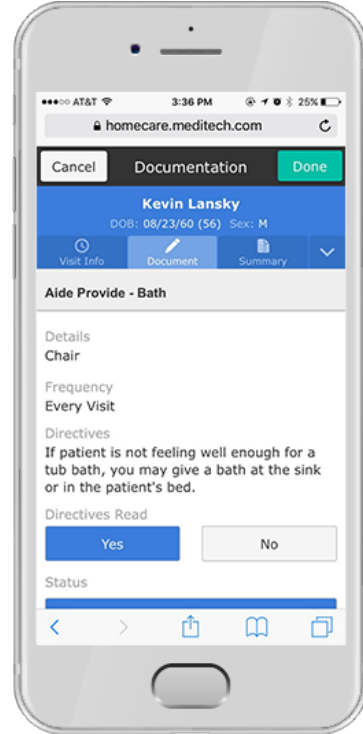 AT&T 3:36 PM 25%
homecare.meditech.com
Cancel Documentation Done
Kevin Lansky
DOB: 08/23/60 (56) Sex: M
Visit Info Document Summary
Aide Provide - Bath
Details
Chair
Frequency
Every Visit
Directives
If patient is not feeling well enough for a
tub bath, you may give a bath at the sink
or in the patient's bed.
Directives Read
Yes No
Status